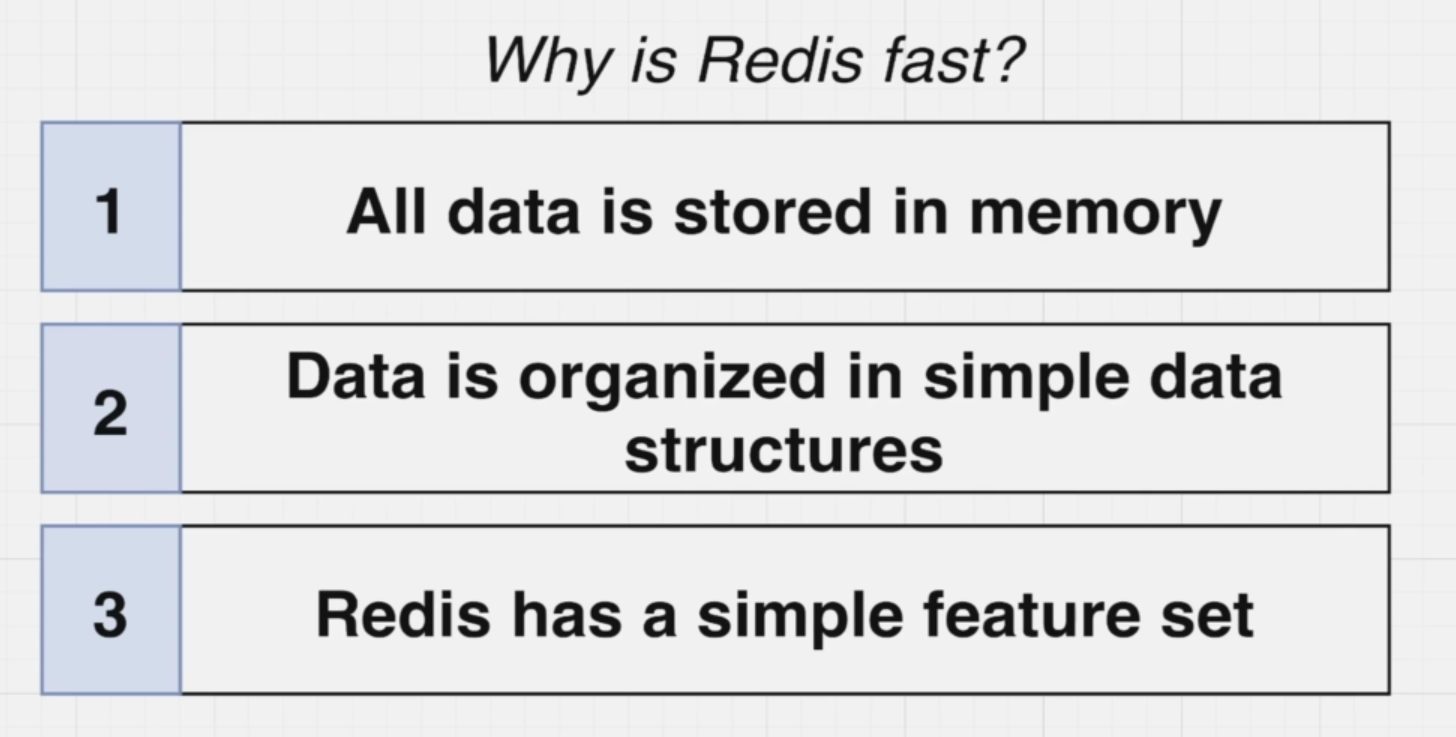 Why is Redis fast?
1
All data is stored in memory
2
Data is organized in simple data
structures
3
Redis has a simple feature set